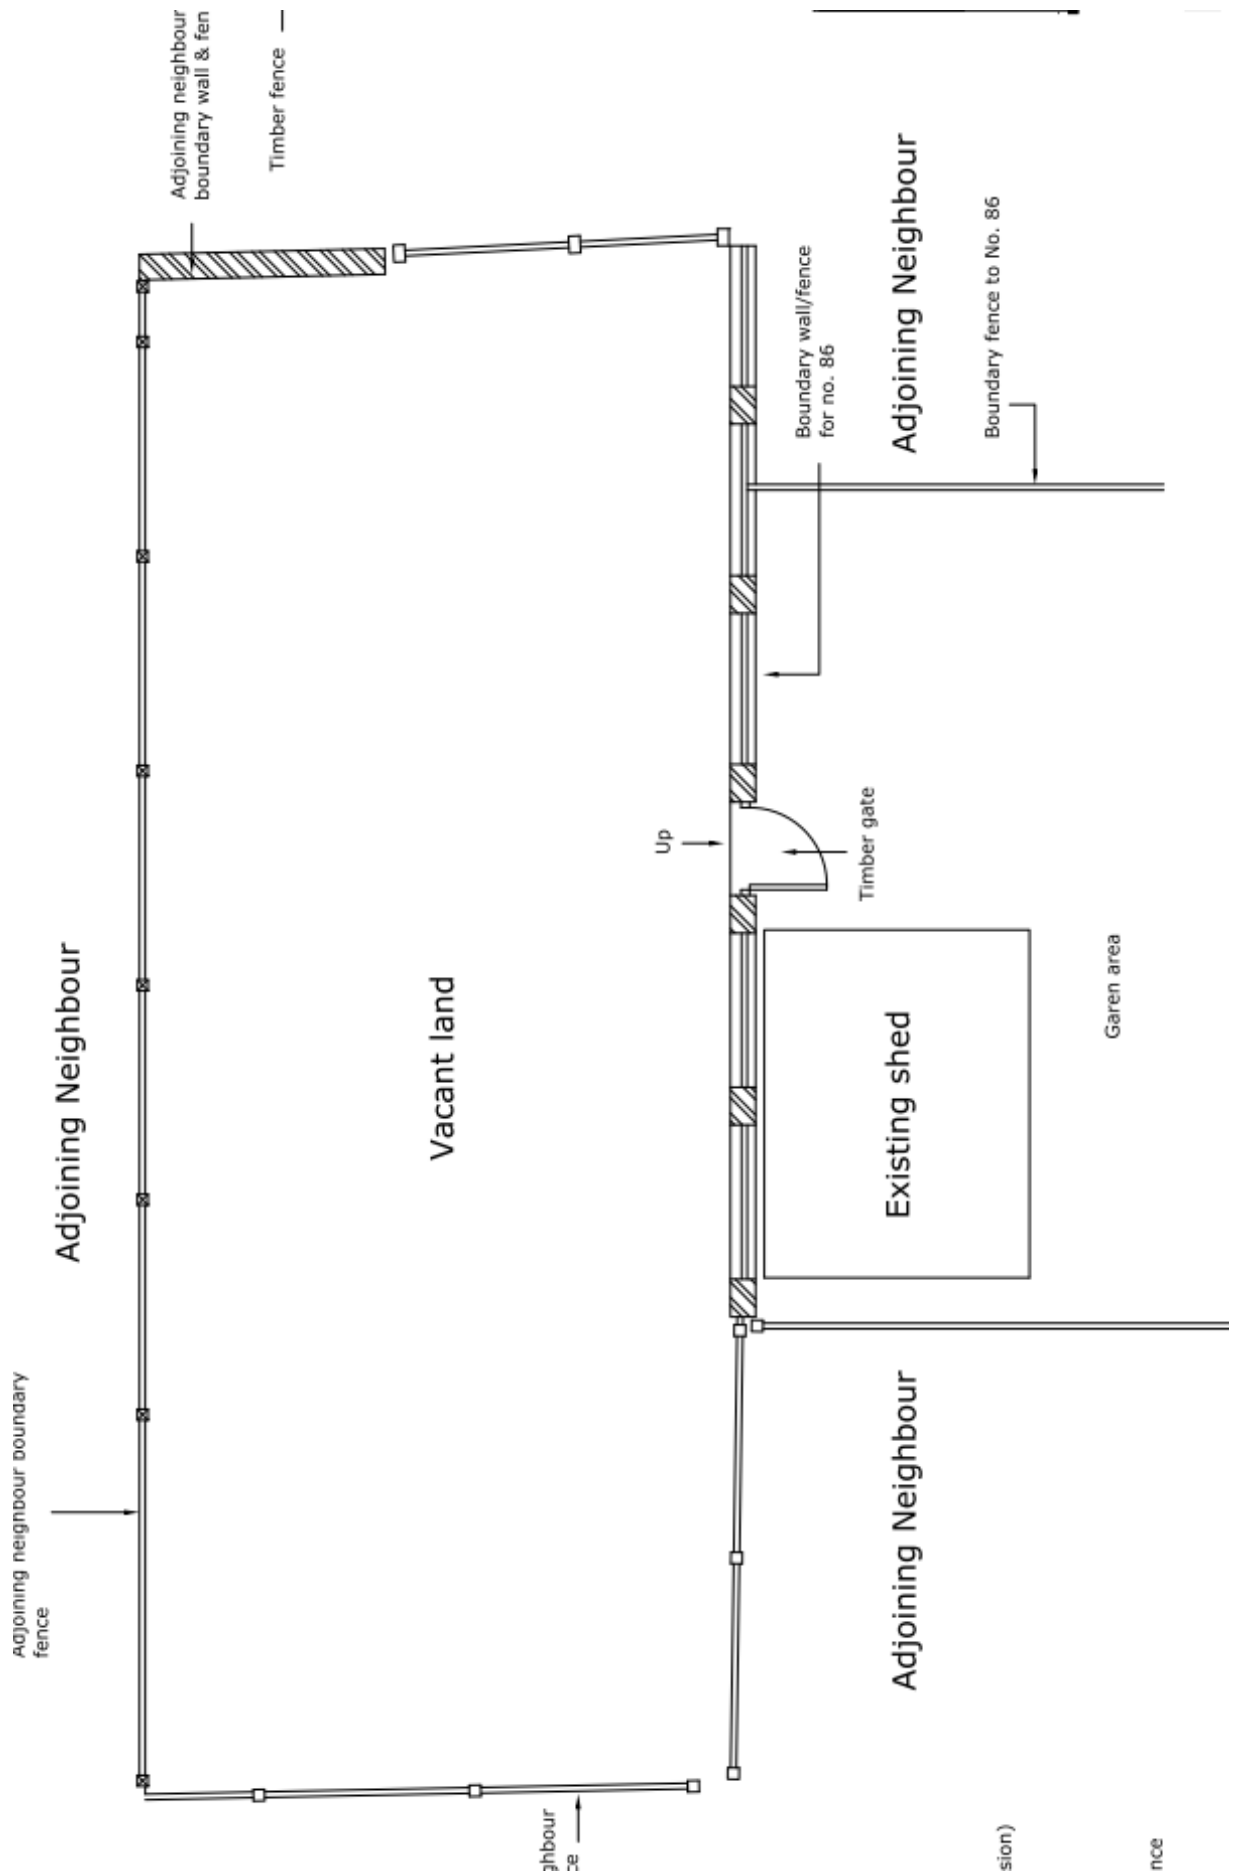 Adjoining neighbour boundary
fence
Adjoining Neighbour
Adjoining neighbour
boundary wall & fen
Timber fence
Vacant land
ghbour
ce
Up
Boundary wall/fence
for no. 86
Timber gate
Existing shed
Adjoining Neighbour
Adjoining Neighbour
Boundary fence to No. 86
Garen area
sion)
nce